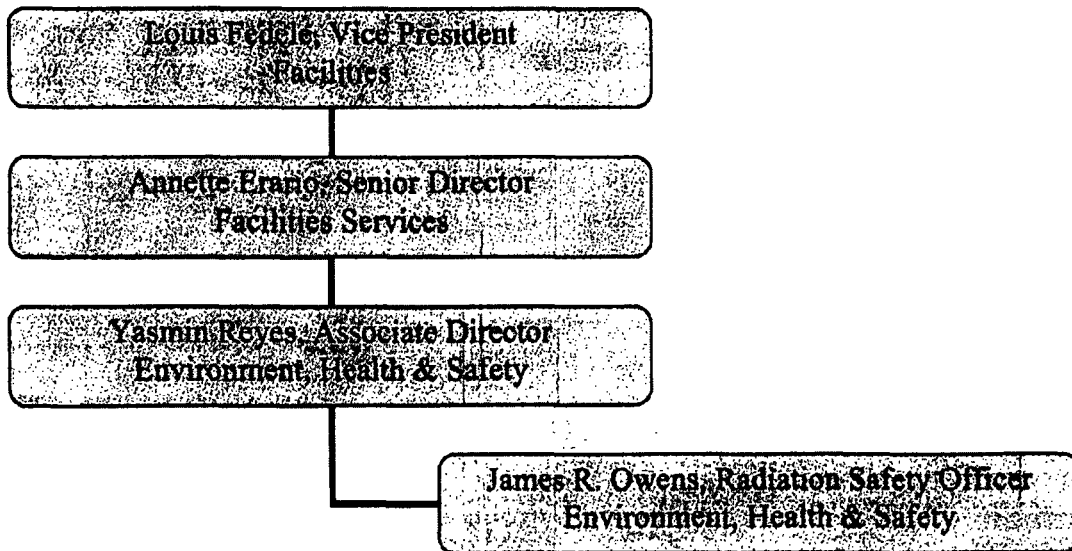 Louis Fedele, Vice President
Facilities
Annette Erario, Senior Director
Facilities Services
Yasmin Reyes, Associate Director
Environment, Health & Safety
James R. Owens, Radiation Safety Officer
Environment, Health & Safety